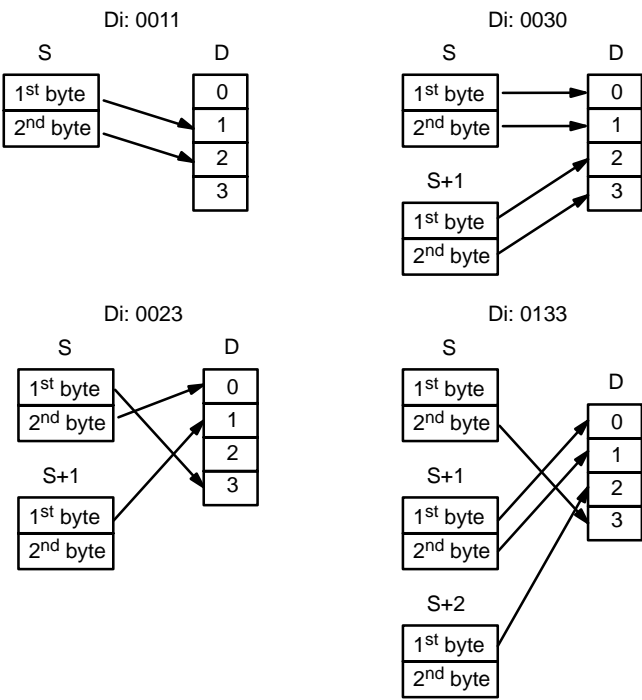 Di: 0011
S D
1st byte
2nd byte
0
1
2
3
Di: 0030
S D
1st byte
2nd byte
S+1
1st byte
2nd byte
0
1
2
3
Di: 0023
S D
1st byte
2nd byte
S+1
1st byte
2nd byte
0
1
2
3
Di: 0133
S
1st byte
2nd byte
S+1
1st byte
2nd byte
S+2
1st byte
2nd byte
D
0
1
2
3